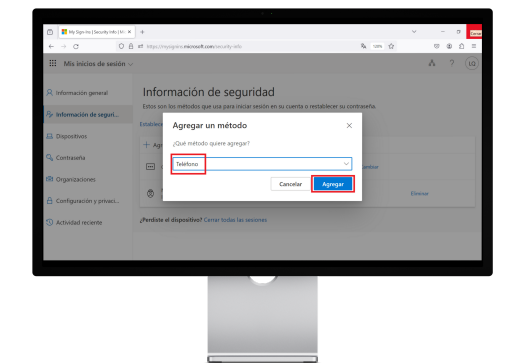 My Sign-Ins | Security Info | M
https://mysignins.microsoft.com/security-info
120%
Mis inicios de sesión
?
Información general
Información de seguri...
Dispositivos
Contraseña
Organizaciones
Configuración y privaci...
Actividad reciente
Información de seguridad
Estos son los métodos que usa para iniciar sesión en su cuenta o restablecer su contraseña.
Establece
Agregar un método
¿Qué método quiere agregar?
Teléfono
Cancelar
Agregar
Eliminar
¿Perdiste el dispositivo? Cerrar todas las sesiones